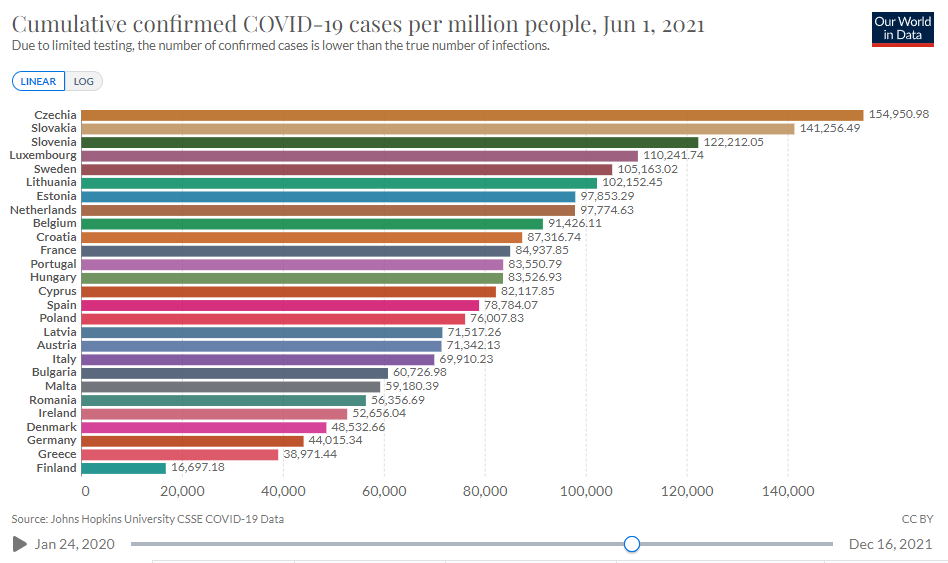 Cumulative confirmed COVID-19 cases per million people, Jun 1, 2021
Due to limited testing, the number of confirmed cases is lower than the true number of infections.
Our World
in Data
LINEAR LOG
Czechia 154,950.98
Slovakia 141,256.49
Slovenia 122,212.05
Luxembourg 110,241.74
Sweden 105,163.02
Lithuania 102,152.45
Estonia 97,853.29
Netherlands 97,774.63
Belgium 91,426.11
Croatia 87,316.74
France 84,937.85
Portugal 83,550.79
Hungary 83,526.93
Cyprus 82,117.85
Spain 78,784.07
Poland 76,007.83
Latvia 71,517.26
Austria 71,342.13
Italy 69,910.23
Bulgaria 60,726.98
Malta 59,180.39
Romania 56,356.69
Ireland 52,656.04
Denmark 48,532.66
Germany 44,015.34
Greece 38,971.44
Finland 16,697.18
0 20,000 40,000 60,000 80,000 100,000 120,000 140,000
Source: Johns Hopkins University CSSE COVID-19 Data CC BY
Jan 24, 2020 Dec 16, 2021